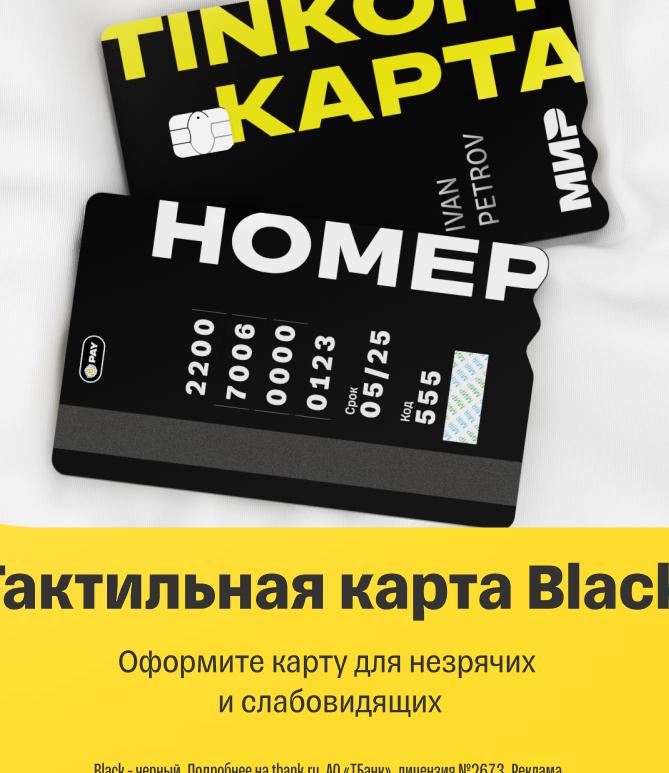 TINKOFF
КАРТА
IVAN
PETROV
МИР
НОМЕР
PAY
2200
7006
0000
0123
Срок
05/25
Код
555
Тактильная карта Black
Оформите карту для незрячих
и слабовидящих
Black - черный. Подробнее на tbank.ru. АО «ТБанк», лицензия №2673. Реклама